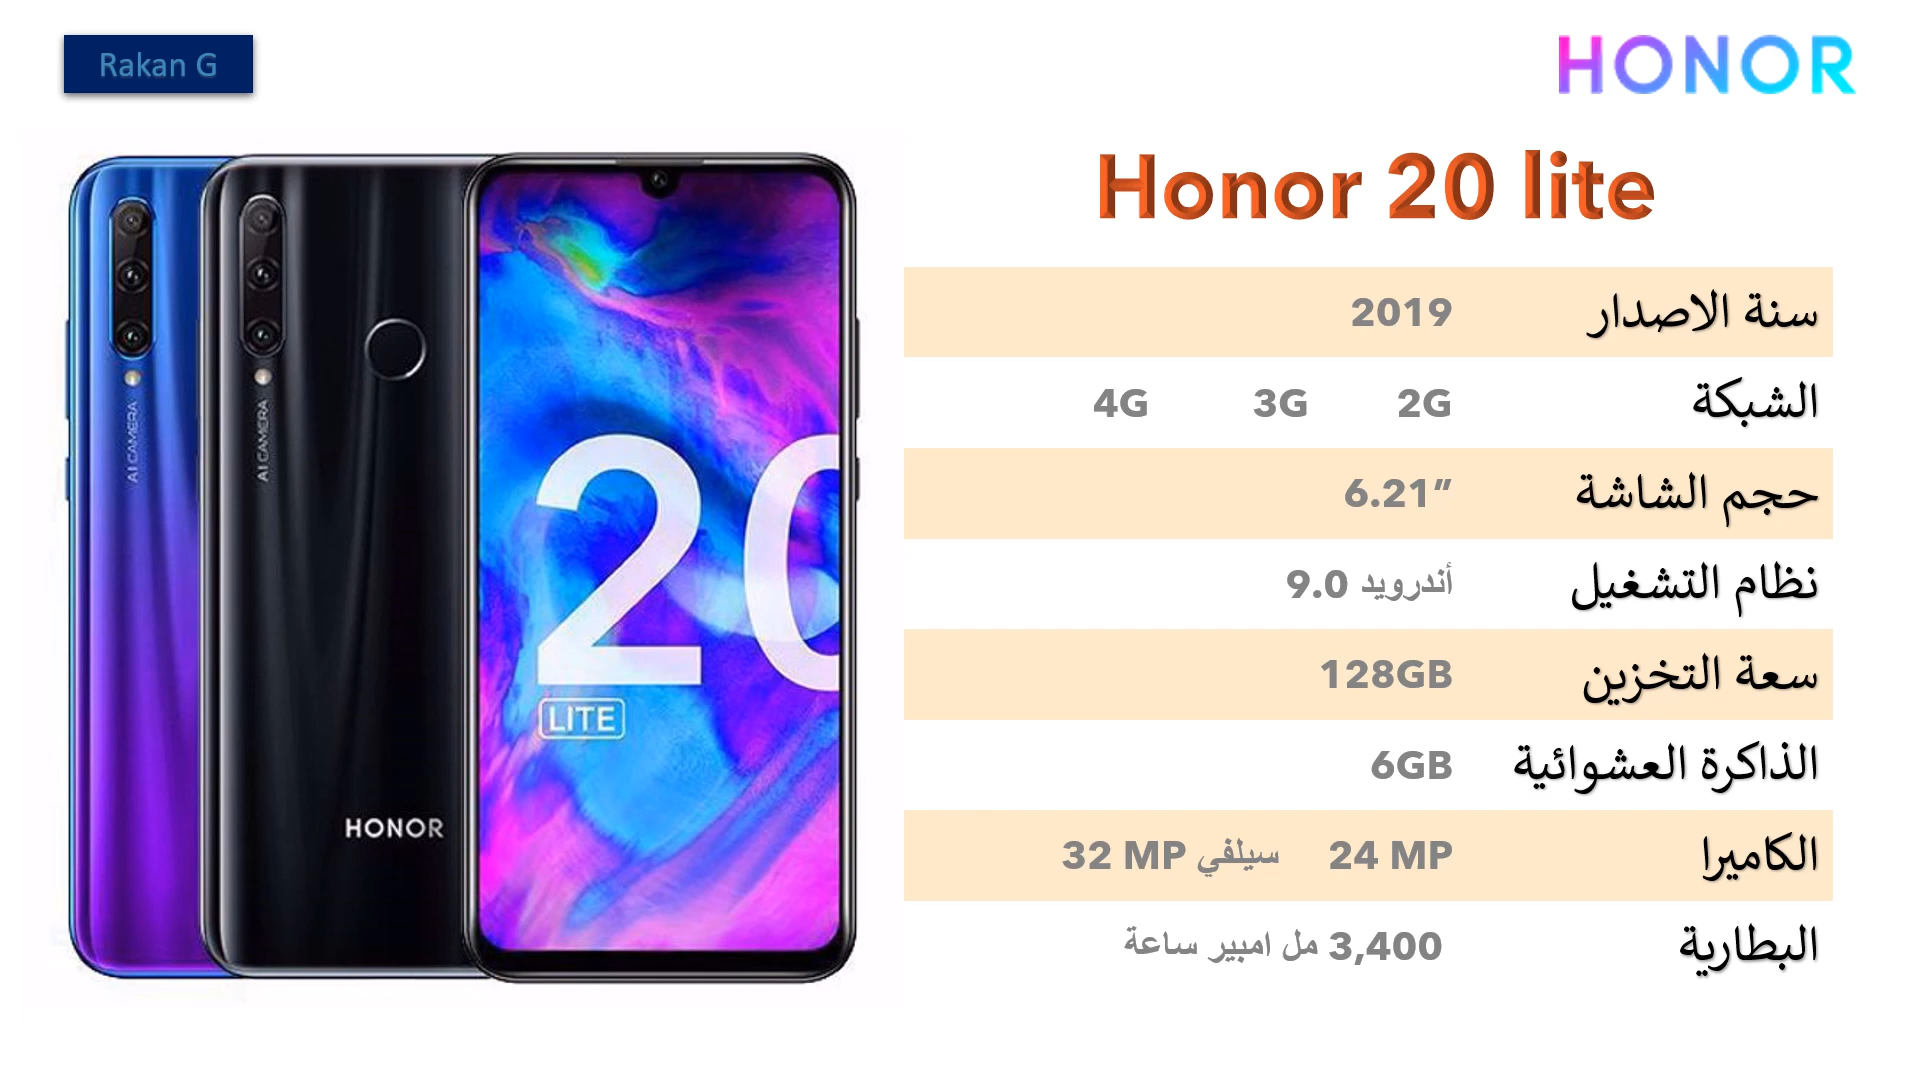 Rakan G
HONOR
Honor 20 lite
سنة الاصدار 2019
الشبكة 2G 3G 4G
حجم الشاشة 6.21”
نظام التشغيل أندرويد 9.0
سعة التخزين 128GB
الذاكرة العشوائية 6GB
الكاميرا 24 MP سيلفي 32 MP
البطارية 3,400 مل امبير ساعة
AI CAMERA
AI CAMERA
HONOR
20
LITE